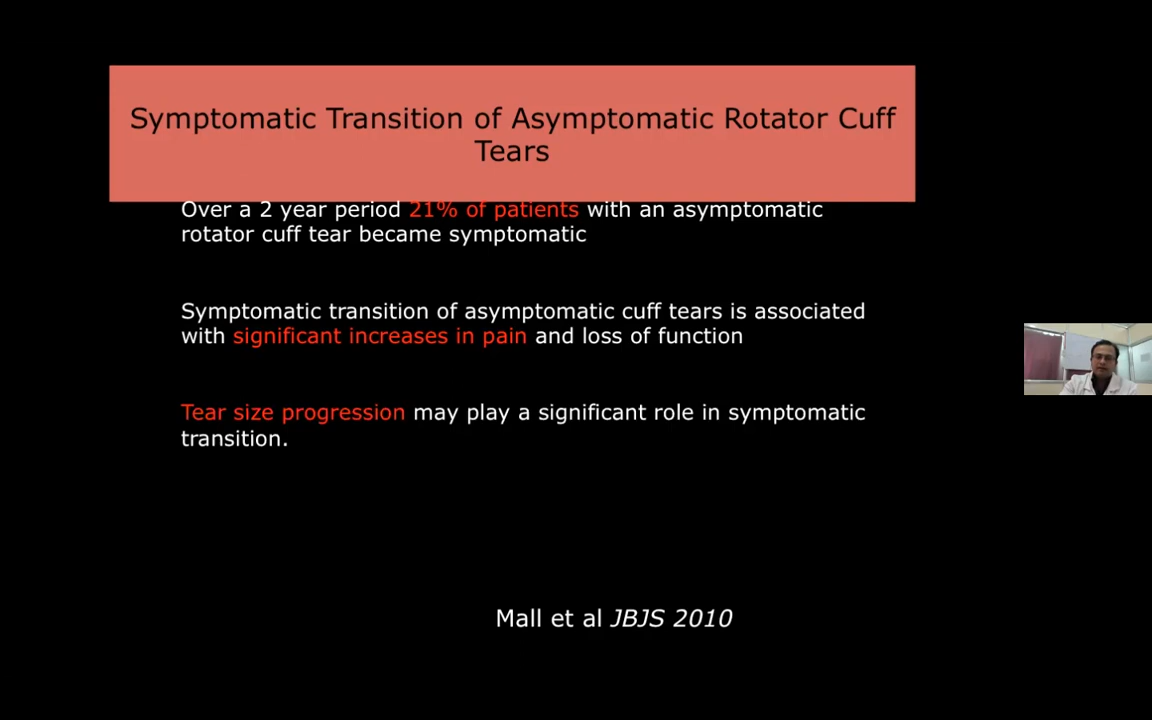 Symptomatic Transition of Asymptomatic Rotator Cuff
Tears
Over a 2 year period 21% of patients with an asymptomatic
rotator cuff tear became symptomatic
Symptomatic transition of asymptomatic cuff tears is associated
with significant increases in pain and loss of function
Tear size progression may play a significant role in symptomatic
transition.
Mall et al JBJS 2010